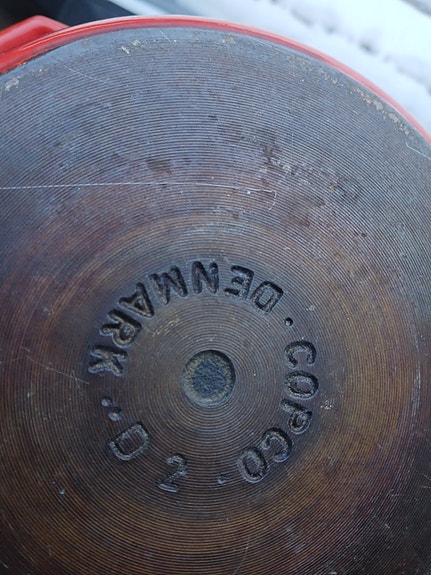 DENMARK . COPCO . 2 D..